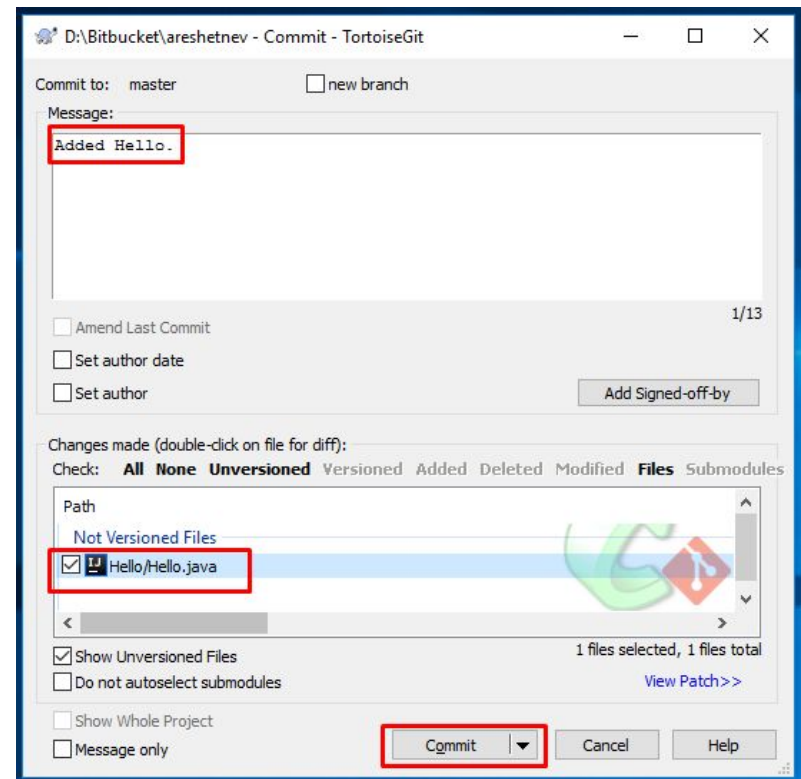 D:\Bitbucket\areshetnev - Commit - TortoiseGit
Commit to: master new branch
Message:
Added Hello.
1/13
Amend Last Commit
Set author date
Set author Add Signed-off-by
Changes made (double-click on file for diff):
Check: All None Unversioned Versioned Added Deleted Modified Files Submodules
Path
Not Versioned Files
IJ Hello/Hello.java
Show Unversioned Files 1 files selected, 1 files total
Do not autoselect submodules View Patch>>
Show Whole Project
Message only Commit Cancel Help